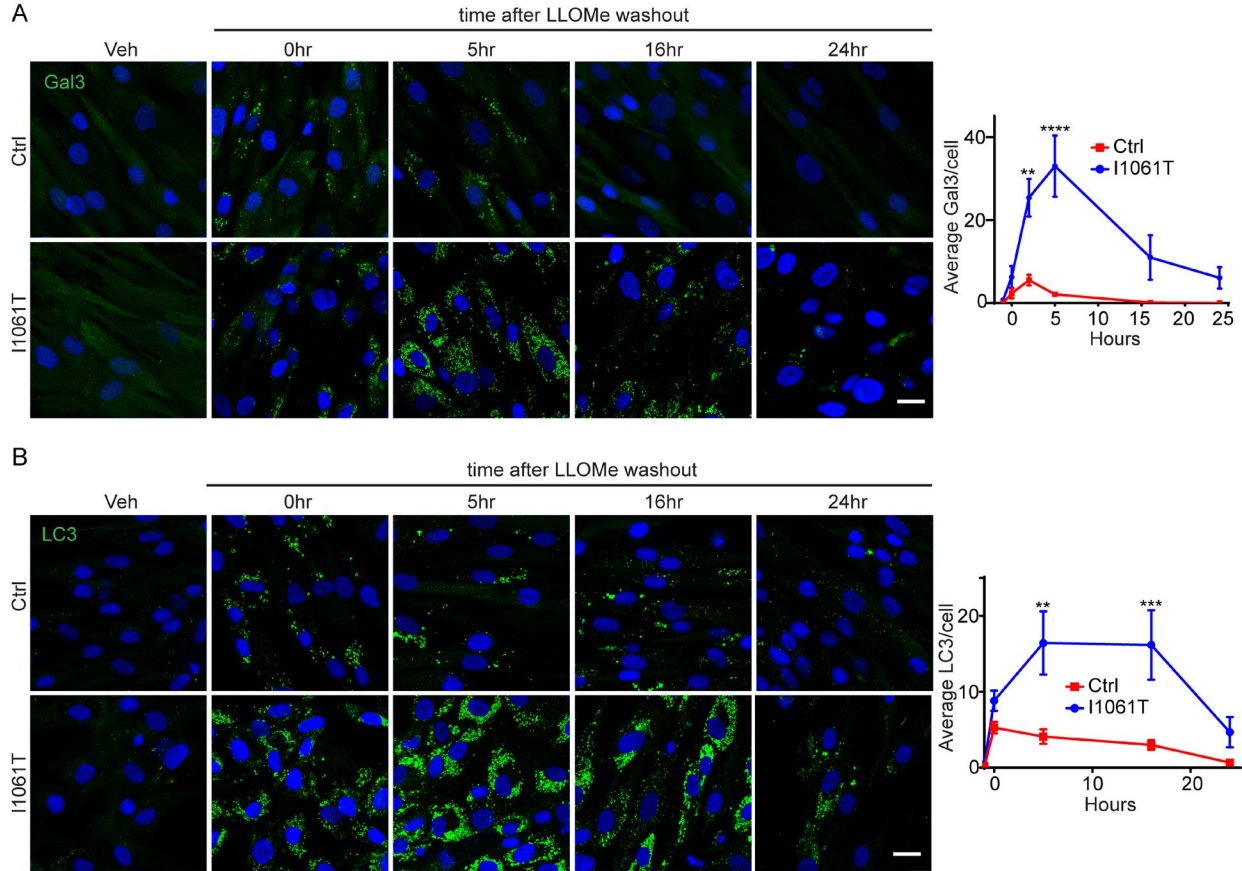 A
time after LLOMe washout
Veh 0hr 5hr 16hr 24hr
Gal3
Ctrl
I1061T
Average Gal3/cell
40
20
0
** ****
Ctrl
I1061T
0 5 10 15 20 25
Hours
B
time after LLOMe washout
Veh 0hr 5hr 16hr 24hr
LC3
Ctrl
I1061T
Average LC3/cell
20
10
0
** ***
Ctrl
I1061T
0 10 20
Hours